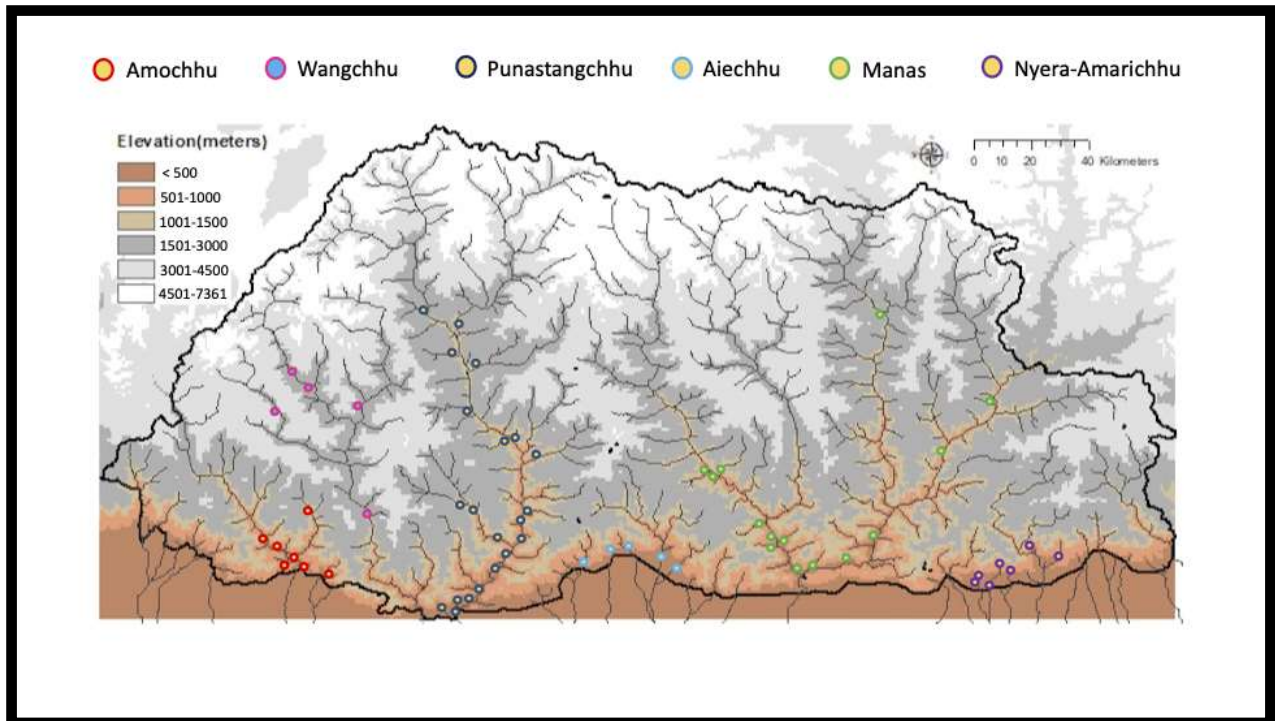 Amochhu Wangchhu Punastangchhu Aiechhu Manas Nyera-Amarichhu
Elevation(meters)
< 500
501-1000
1001-1500
1501-3000
3001-4500
4501-7361
0 5 10 20 40 Kilometers